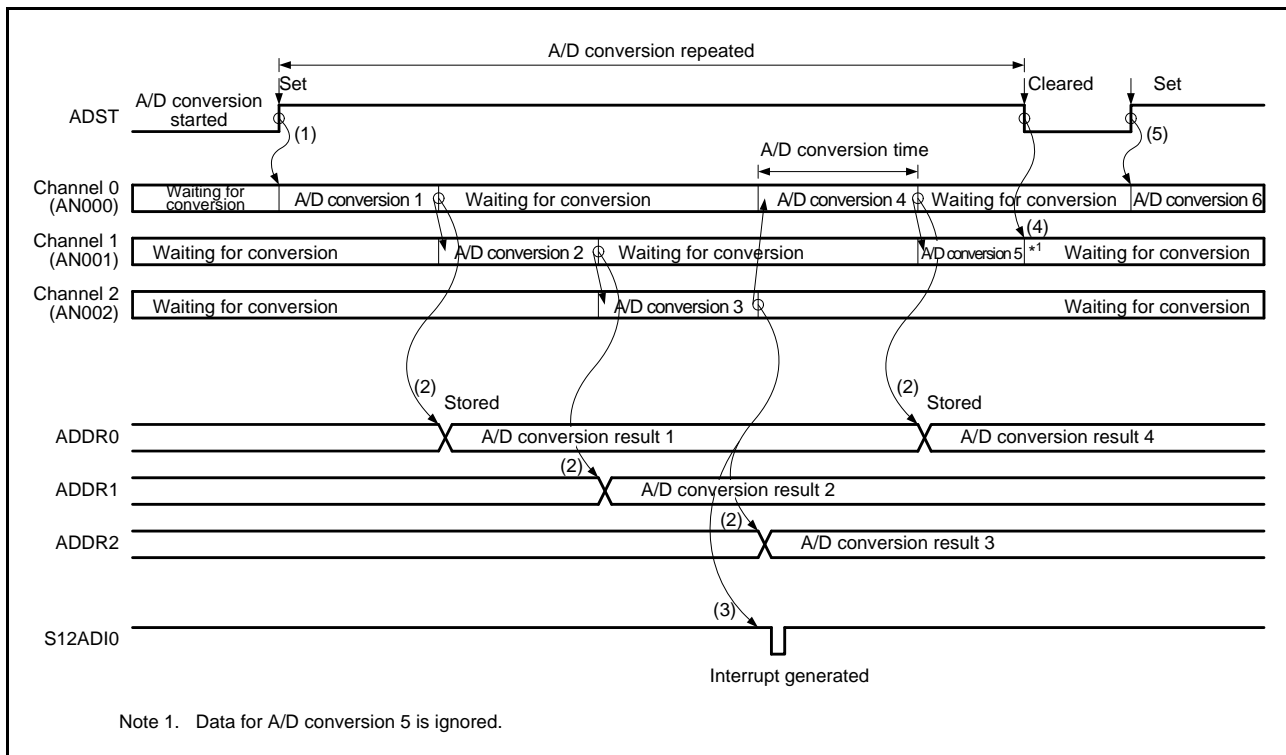 A/D conversion repeated
Set
Cleared
Set
A/D conversion started
ADST
(1)
(5)
A/D conversion time
Channel 0 (AN000)
Waiting for conversion
A/D conversion 1
Waiting for conversion
A/D conversion 4
Waiting for conversion
A/D conversion 6
(4)
Channel 1 (AN001)
Waiting for conversion
A/D conversion 2
Waiting for conversion
A/D conversion 5
*1
Waiting for conversion
Channel 2 (AN002)
Waiting for conversion
A/D conversion 3
Waiting for conversion
(2)
Stored
(2)
Stored
ADDR0
A/D conversion result 1
A/D conversion result 4
(2)
ADDR1
A/D conversion result 2
(2)
ADDR2
A/D conversion result 3
(3)
S12ADI0
Interrupt generated
Note 1. Data for A/D conversion 5 is ignored.